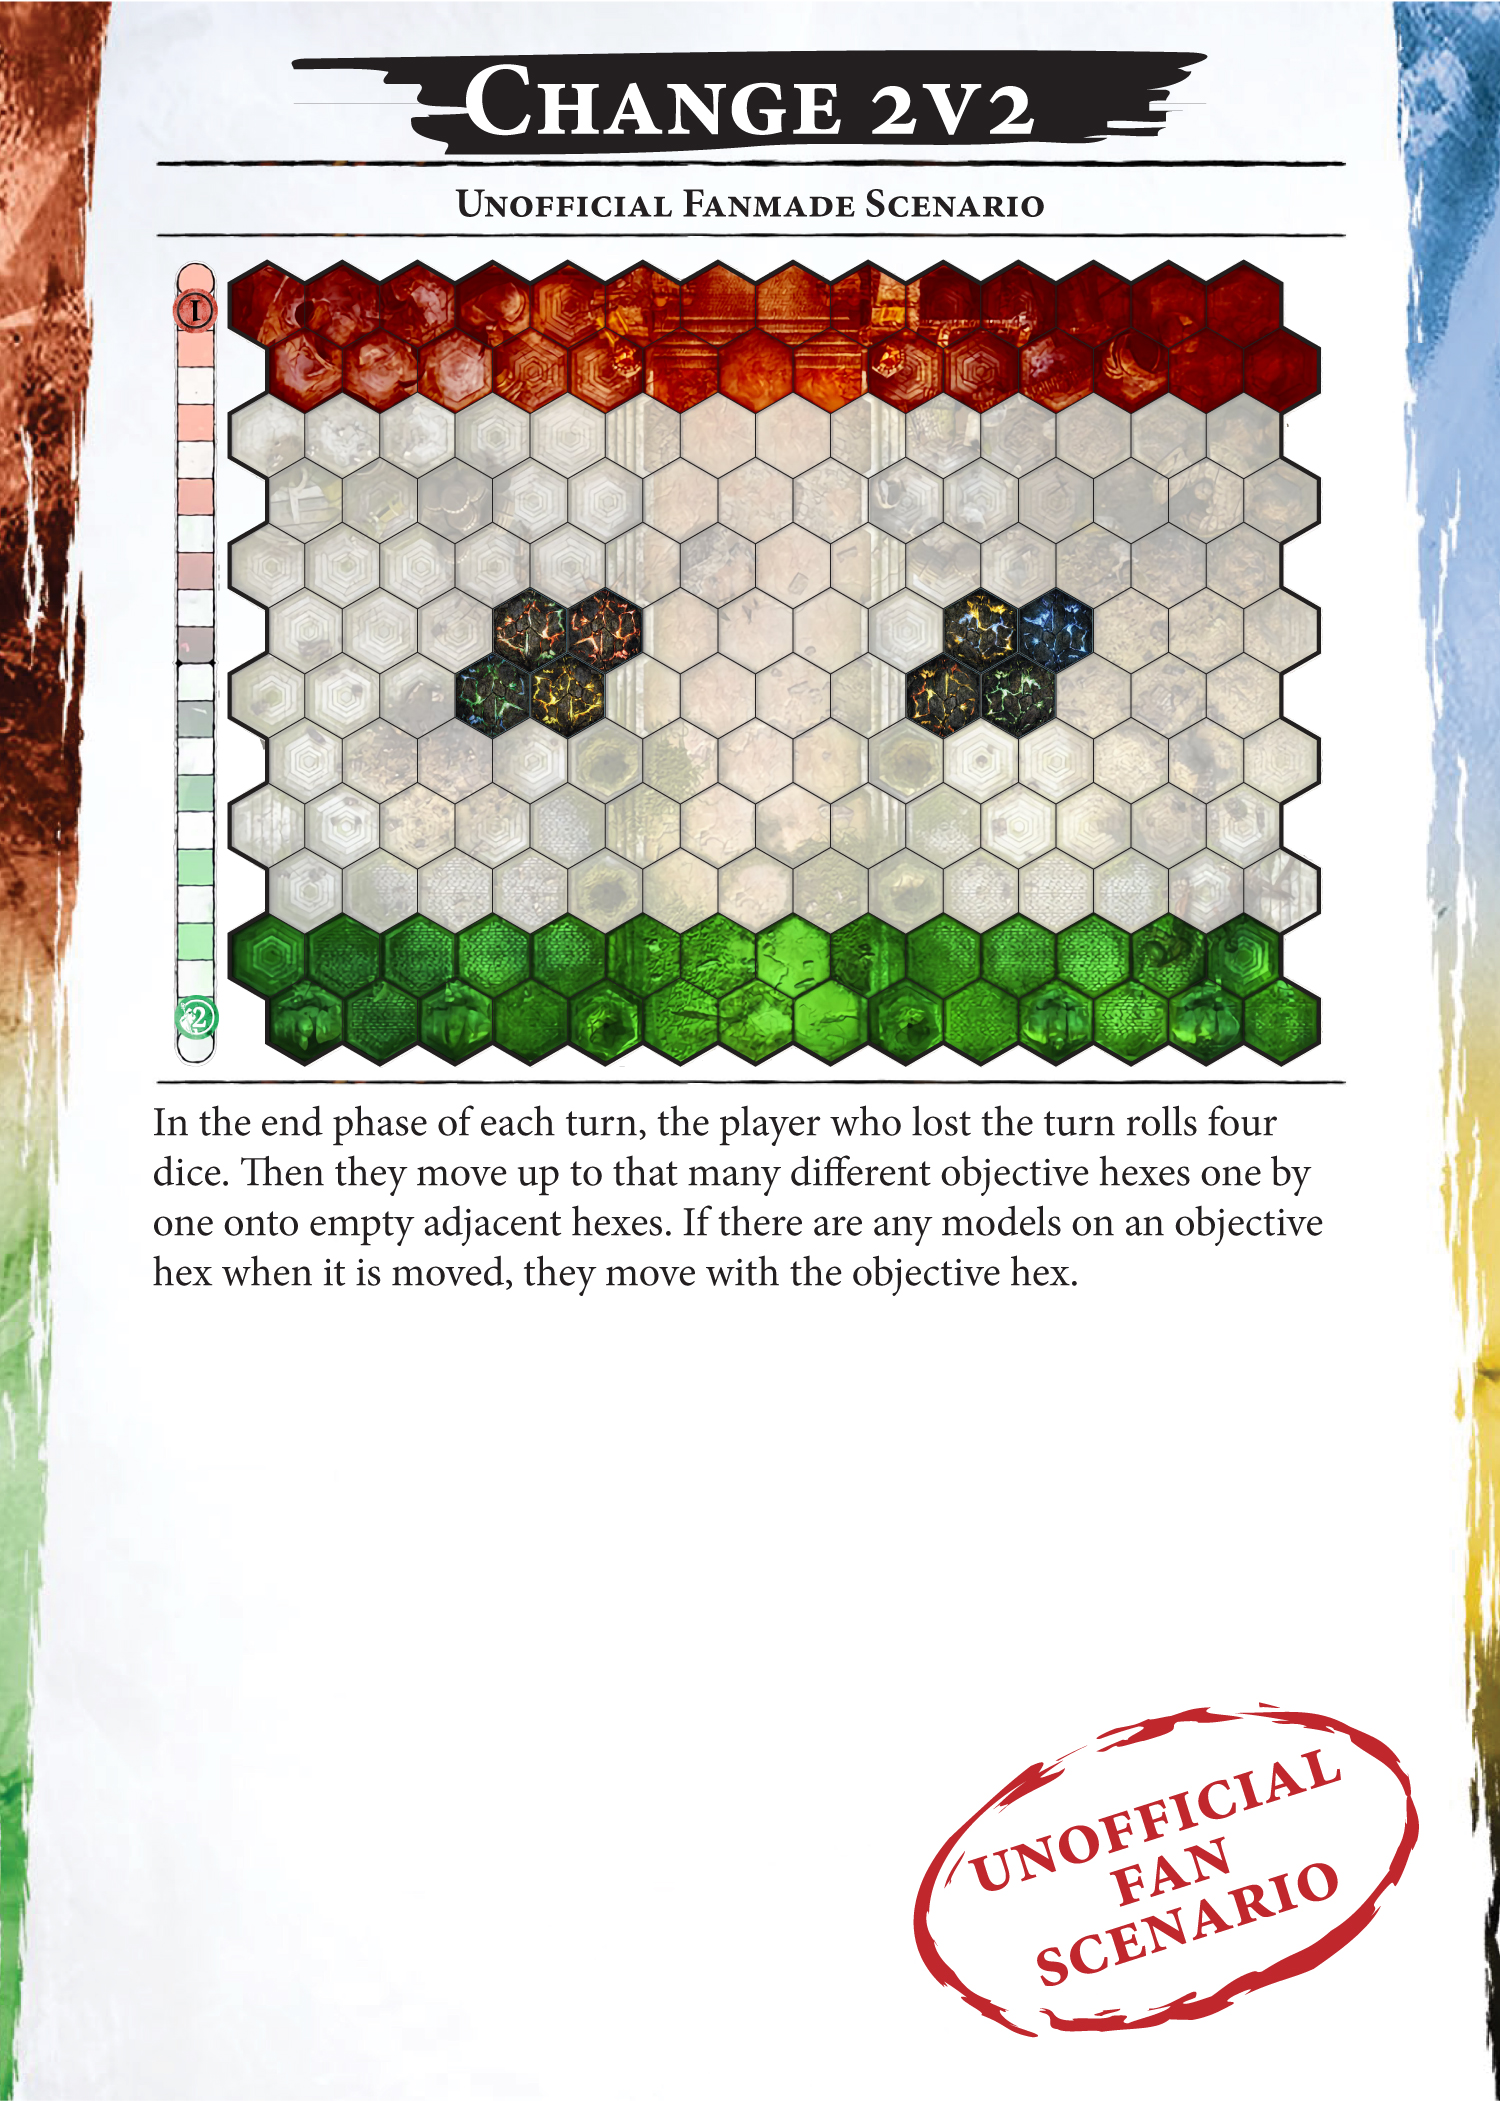 Change 2v2
Unofficial Fanmade Scenario
1
2
In the end phase of each turn, the player who lost the turn rolls four
dice. Then they move up to that many different objective hexes one by
one onto empty adjacent hexes. If there are any models on an objective
hex when it is moved, they move with the objective hex.
UNOFFICIAL
FAN
SCENARIO